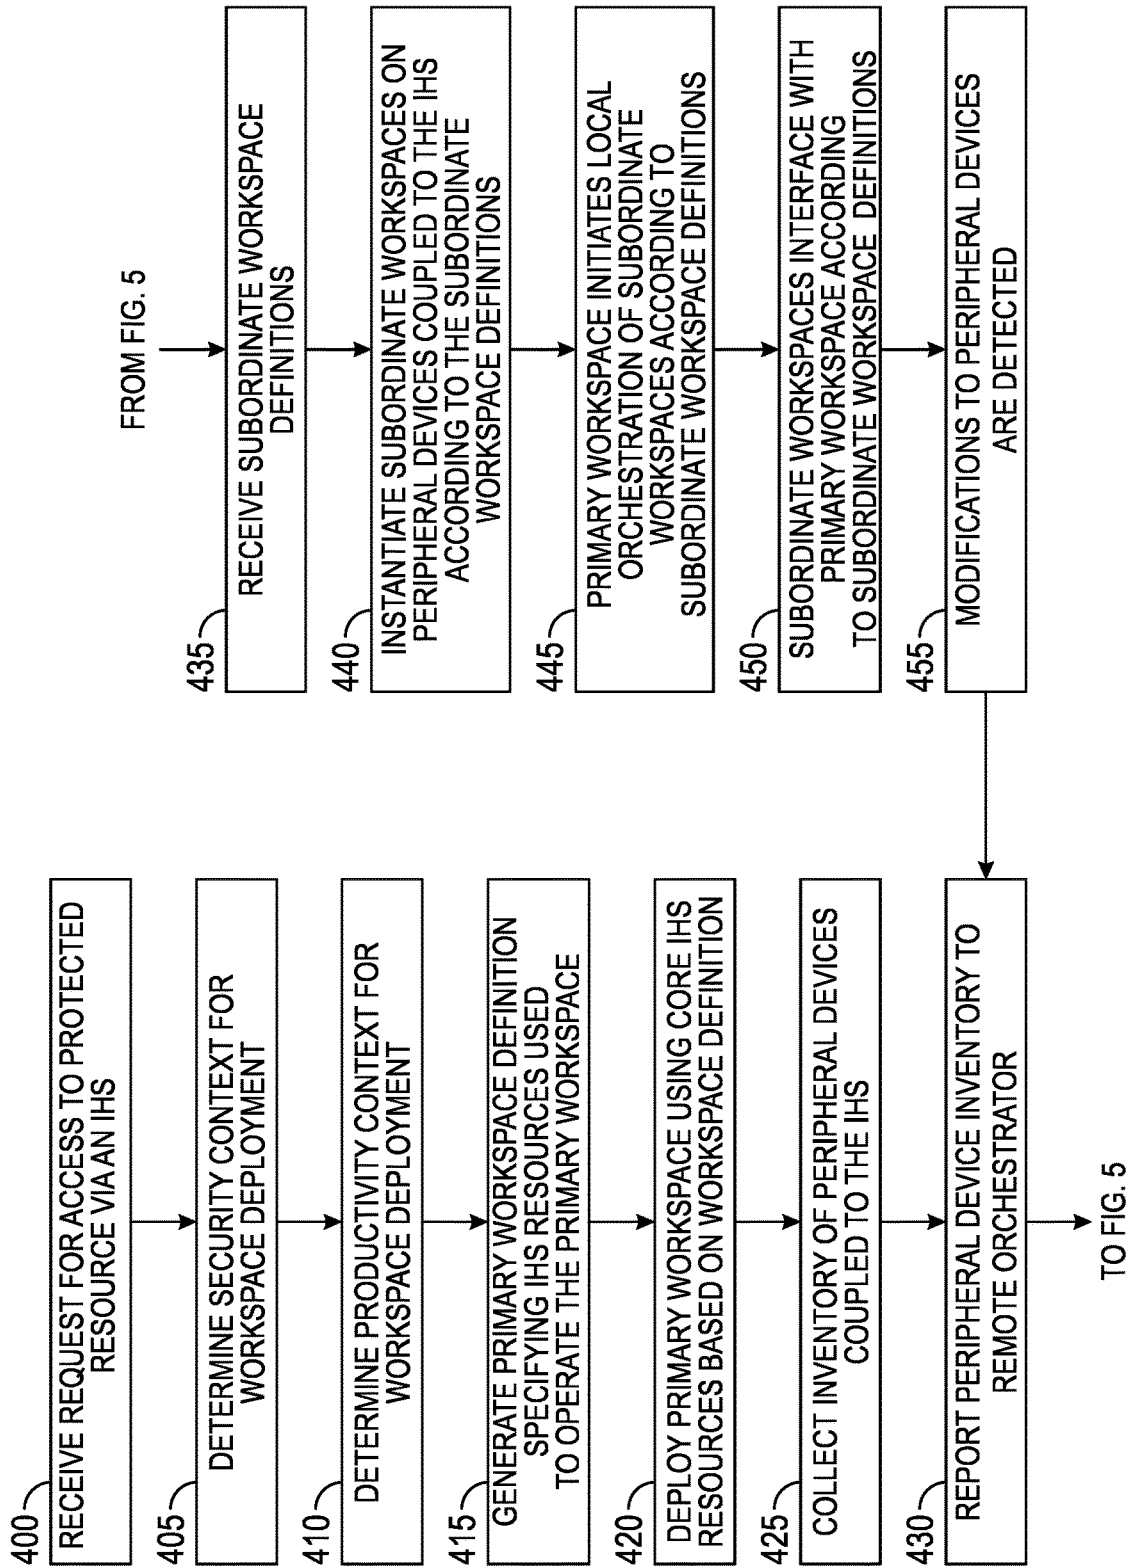 400
RECEIVE REQUEST FOR ACCESS TO PROTECTED
RESOURCE VIA AN IHS
405
DETERMINE SECURITY CONTEXT FOR
WORKSPACE DEPLOYMENT
410
DETERMINE PRODUCTIVITY CONTEXT FOR
WORKSPACE DEPLOYMENT
415
GENERATE PRIMARY WORKSPACE DEFINITION
SPECIFYING IHS RESOURCES USED
TO OPERATE THE PRIMARY WORKSPACE
420
DEPLOY PRIMARY WORKSPACE USING CORE IHS
RESOURCES BASED ON WORKSPACE DEFINITION
425
COLLECT INVENTORY OF PERIPHERAL DEVICES
COUPLED TO THE IHS
430
REPORT PERIPHERAL DEVICE INVENTORY TO
REMOTE ORCHESTRATOR
TO FIG. 5
FROM FIG. 5
435
RECEIVE SUBORDINATE WORKSPACE
DEFINITIONS
440
INSTANTIATE SUBORDINATE WORKSPACES ON
PERIPHERAL DEVICES COUPLED TO THE IHS
ACCORDING TO THE SUBORDINATE
WORKSPACE DEFINITIONS
445
PRIMARY WORKSPACE INITIATES LOCAL
ORCHESTRATION OF SUBORDINATE
WORKSPACES ACCORDING TO
SUBORDINATE WORKSPACE DEFINITIONS
450
SUBORDINATE WORKSPACES INTERFACE WITH
PRIMARY WORKSPACE ACCORDING
TO SUBORDINATE WORKSPACE DEFINITIONS
455
MODIFICATIONS TO PERIPHERAL DEVICES
ARE DETECTED